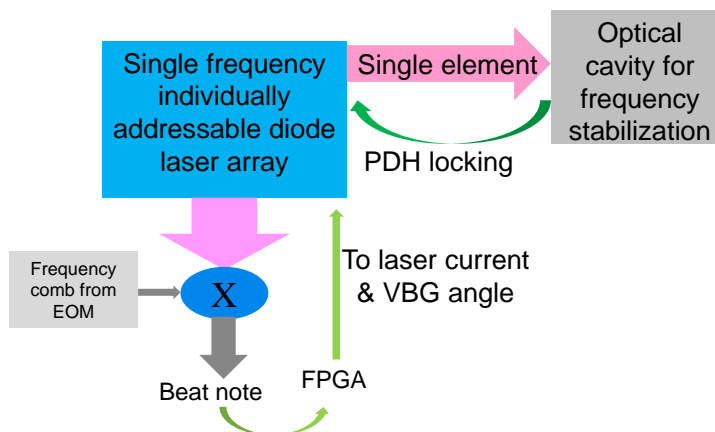 Single frequency
individually
addressable diode
laser array
Single element
Optical
cavity for
frequency
stabilization
PDH locking
To laser current
& VBG angle
Frequency
comb from
EOM
X
Beat note
FPGA